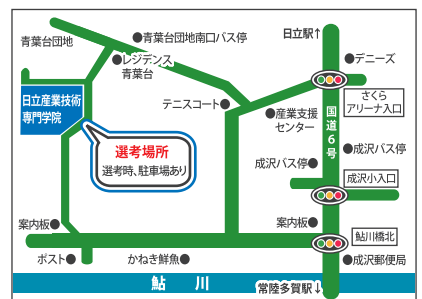 青葉台団地
青葉台団地南口バス停
日立駅↑
レジデンス
青葉台
デニーズ
日立産業技術
専門学院
テニスコート
さくら
アリーナ入口
産業支援
センター
国道6号
選考場所
選考時、駐車場あり
成沢バス停
成沢バス停
成沢小入口
案内板
案内板
鮎川橋北
ポスト
かねき鮮魚
成沢郵便局
鮎 川
常陸多賀駅↓